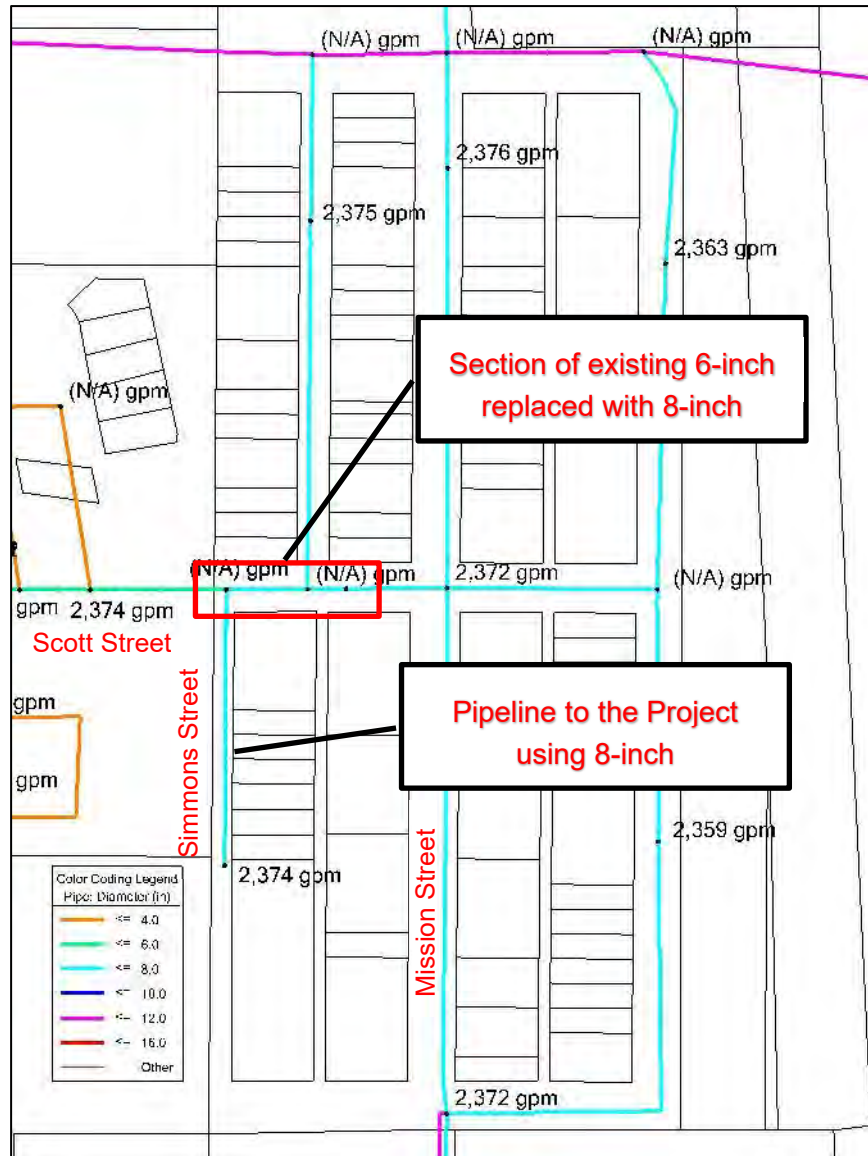 (N/A) gpm
(N/A) gpm
(N/A) gpm
2,376 gpm
2,375 gpm
2,363 gpm
Section of existing 6-inch
replaced with 8-inch
(N/A) gpm
(N/A) gpm
(N/A) gpm
2,372 gpm
(N/A) gpm
gpm
2,374 gpm
Scott Street
Simmons Street
Pipeline to the Project
using 8-inch
gpm
gpm
Mission Street
2,359 gpm
2,374 gpm
Color Coding Legend
Pipe: Diameter (in)
<= 4.0
<= 6.0
<= 8.0
<= 10.0
<= 12.0
<= 16.0
Other
2,372 gpm